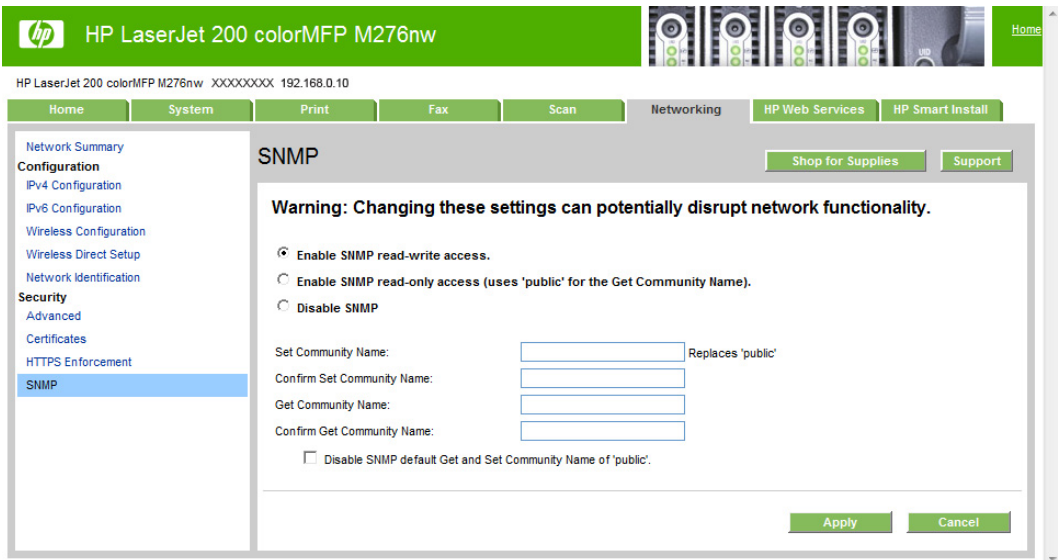 hp HP LaserJet 200 colorMFP M276nw
UID
Home
HP LaserJet 200 colorMFP M276nw XXXXXXXX 192.168.0.10
Home System Print Fax Scan Networking HP Web Services HP Smart Install
Network Summary
Configuration
IPv4 Configuration
IPv6 Configuration
Wireless Configuration
Wireless Direct Setup
Network Identification
Security
Advanced
Certificates
HTTPS Enforcement
SNMP
SNMP
Shop for Supplies Support
Warning: Changing these settings can potentially disrupt network functionality.
Enable SNMP read-write access.
Enable SNMP read-only access (uses 'public' for the Get Community Name).
Disable SNMP
Set Community Name: Replaces 'public'
Confirm Set Community Name:
Get Community Name:
Confirm Get Community Name:
Disable SNMP default Get and Set Community Name of 'public'.
Apply Cancel